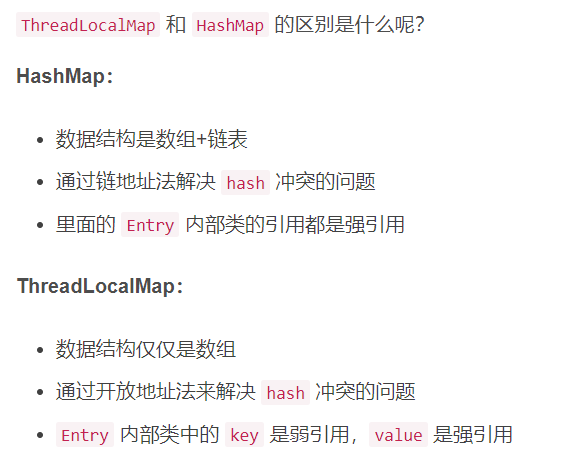 ThreadLocalMap 和 HashMap 的区别是什么呢?
HashMap：
数据结构是数组+链表
通过链地址法解决 hash 冲突的问题
里面的 Entry 内部类的引用都是强引用
ThreadLocalMap：
数据结构仅仅是数组
通过开放地址法来解决 hash 冲突的问题
Entry 内部类中的 key 是弱引用，value 是强引用